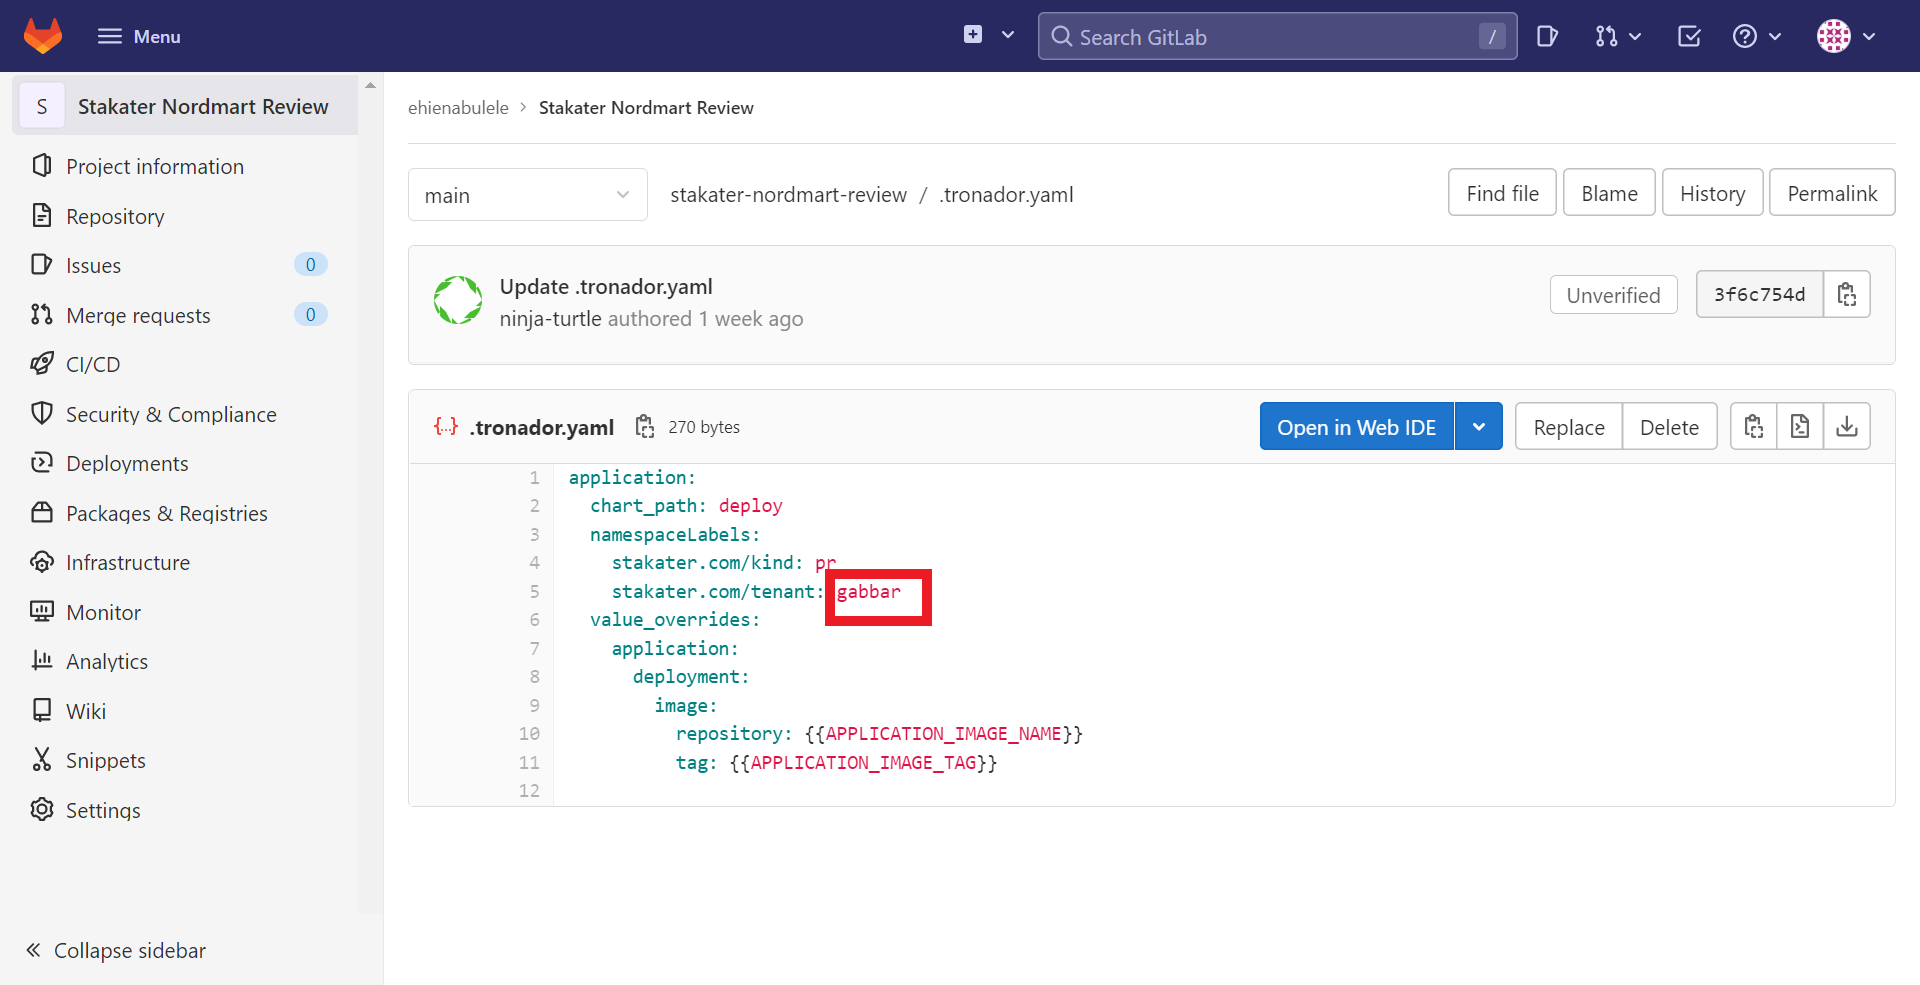 Menu
Search GitLab
/
S Stakater Nordmart Review
Project information
Repository
Issues 0
Merge requests 0
CI/CD
Security & Compliance
Deployments
Packages & Registries
Infrastructure
Monitor
Analytics
Wiki
Snippets
Settings
Collapse sidebar
ehienabulele > Stakater Nordmart Review
main
stakater-nordmart-review / .tronador.yaml
Find file
Blame
History
Permalink
Update .tronador.yaml
ninja-turtle authored 1 week ago
Unverified
3f6c754d
.tronador.yaml 270 bytes
Open in Web IDE
Replace
Delete
1 application:
2   chart_path: deploy
3   namespaceLabels:
4     stakater.com/kind: pr
5     stakater.com/tenant: gabbar
6   value_overrides:
7     application:
8       deployment:
9         image:
10           repository: {{APPLICATION_IMAGE_NAME}}
11           tag: {{APPLICATION_IMAGE_TAG}}
12